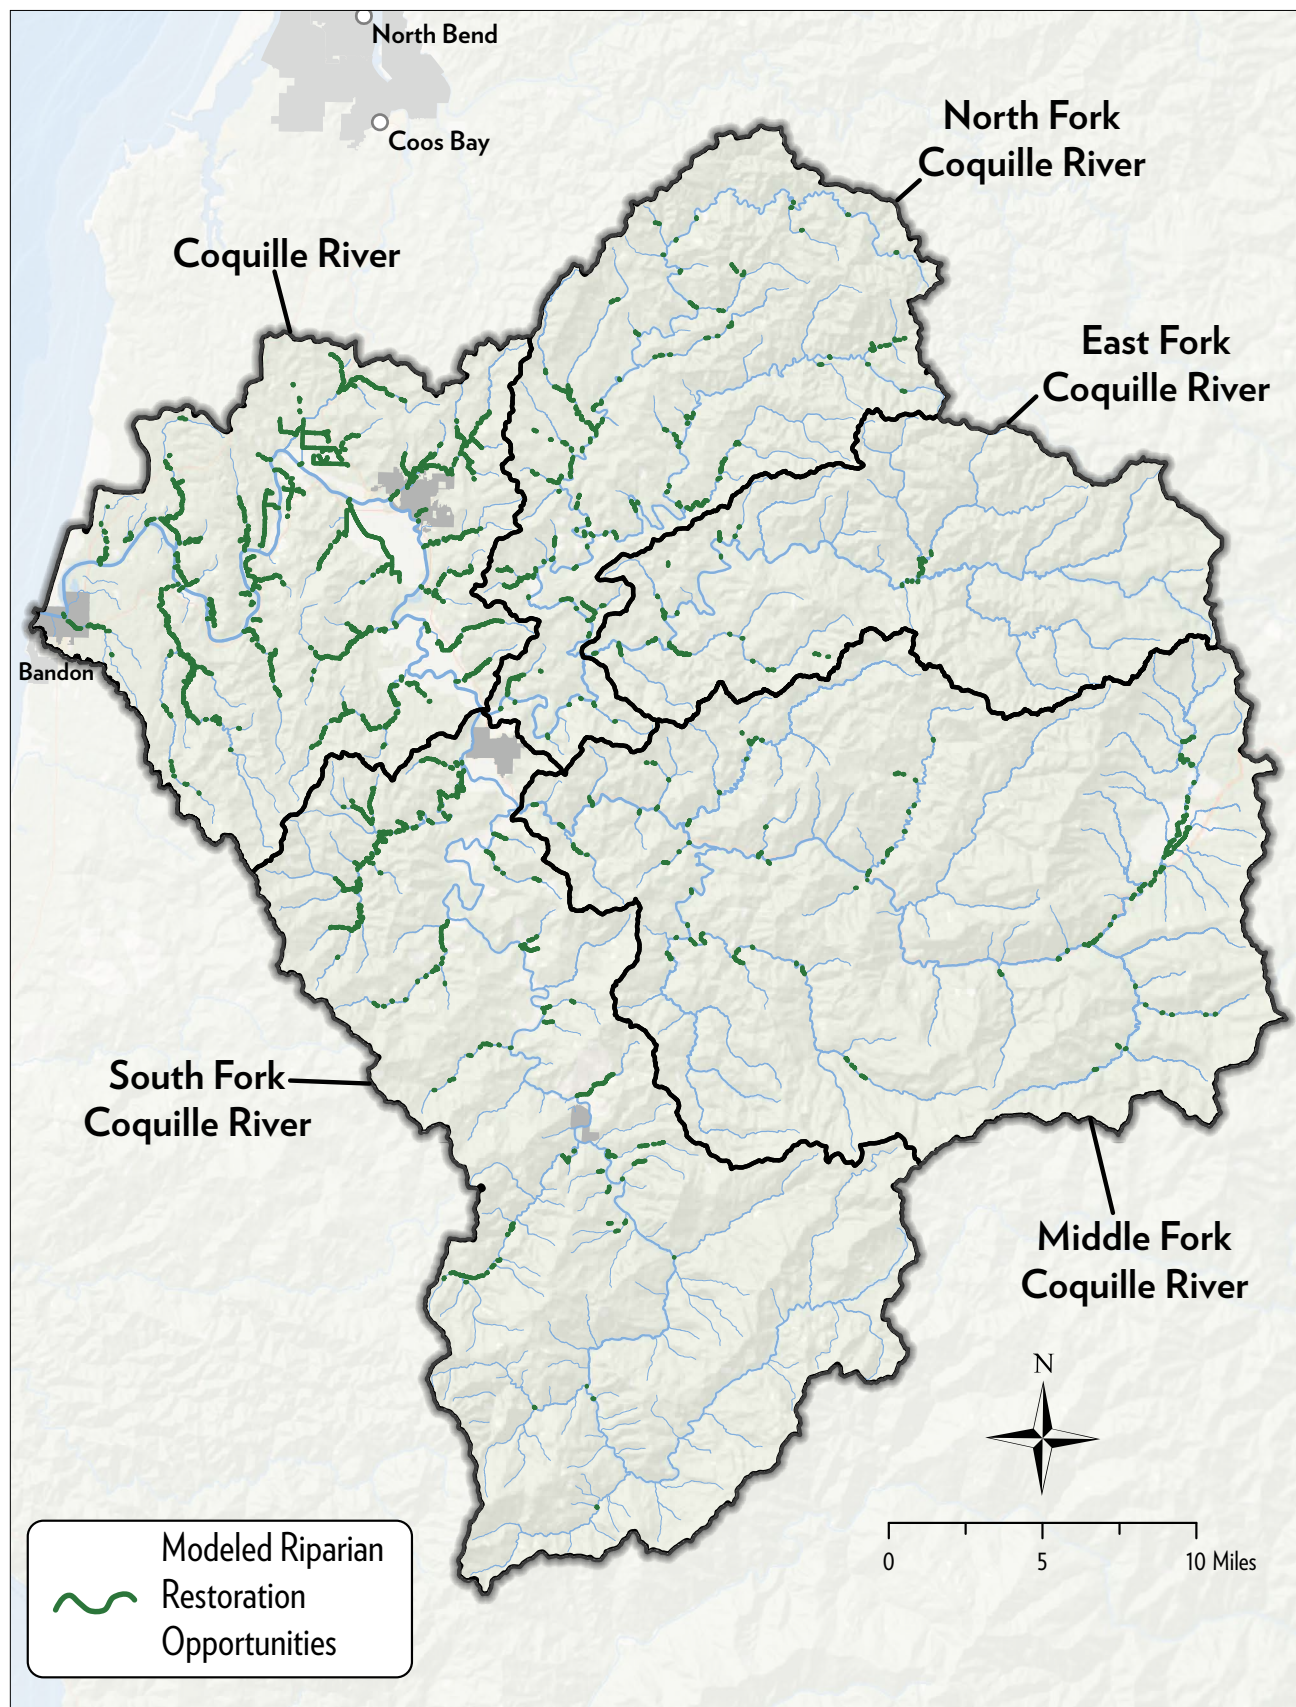 North Bend
Coos Bay
North Fork
Coquille River
Coquille River
East Fork
Coquille River
Bandon
South Fork
Coquille River
Middle Fork
Coquille River
N
0 5 10 Miles
Modeled Riparian
Restoration
Opportunities